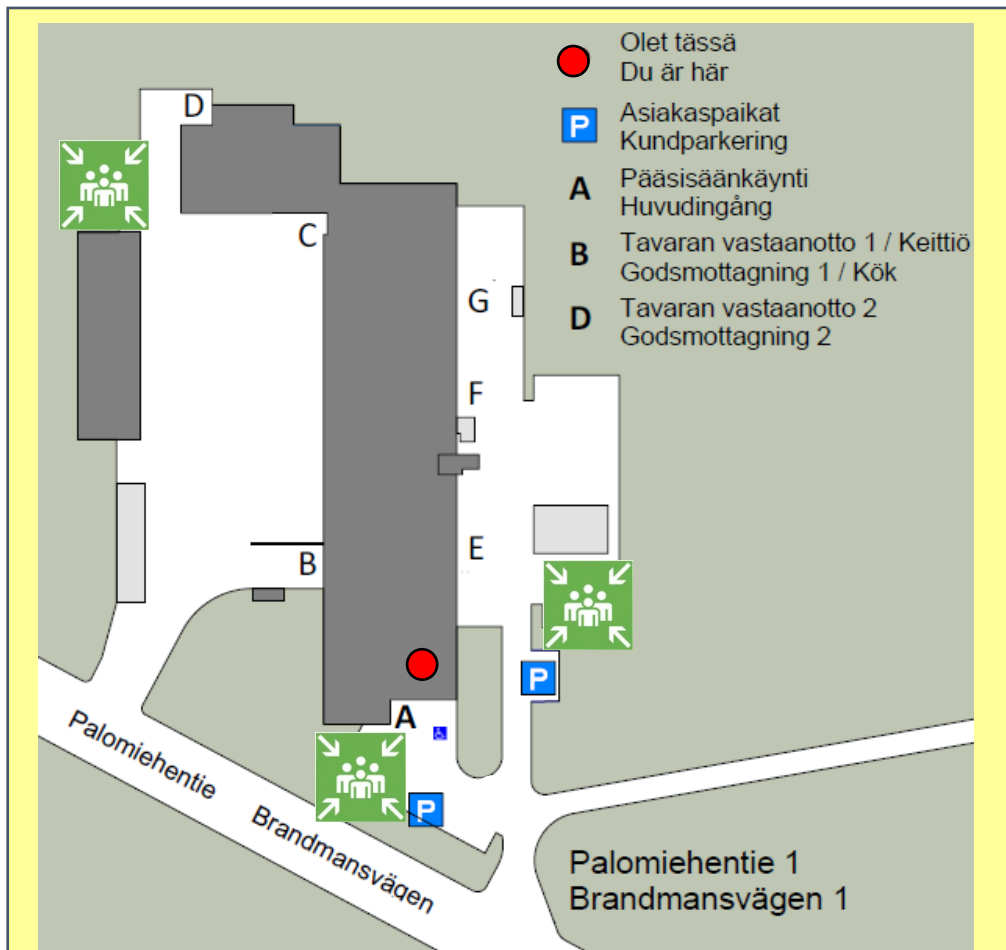 Olet tässä
Du är här
P
Asiakaspaikat
Kundparkering
A
Pääsisäänkäynti
Huvudingång
B
Tavaran vastaanotto 1 / Keittiö
Godsmottagning 1 / Kök
D
Tavaran vastaanotto 2
Godsmottagning 2
D
C
G
F
E
B
P
A
P
Palomiehentie
Brandmansvägen
Palomiehentie 1
Brandmansvägen 1